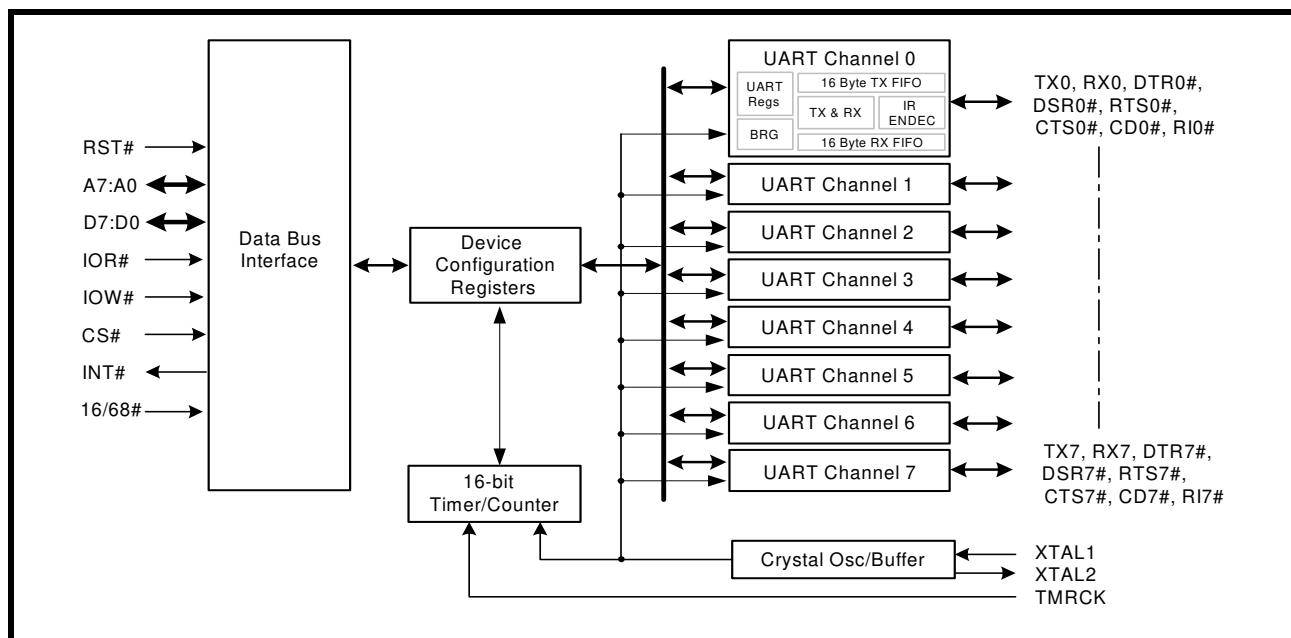 RST#
A7:A0
D7:D0
IOR#
IOW#
CS#
INT#
16/68#
Data Bus
Interface
Device
Configuration
Registers
16-bit
Timer/Counter
UART Channel 0
UART
Regs
BRG
16 Byte TX FIFO
TX & RX
IR
ENDEC
16 Byte RX FIFO
UART Channel 1
UART Channel 2
UART Channel 3
UART Channel 4
UART Channel 5
UART Channel 6
UART Channel 7
Crystal Osc/Buffer
TX0, RX0, DTR0#,
DSR0#, RTS0#,
CTS0#, CD0#, RI0#
TX7, RX7, DTR7#,
DSR7#, RTS7#,
CTS7#, CD7#, RI7#
XTAL1
XTAL2
TMRCK